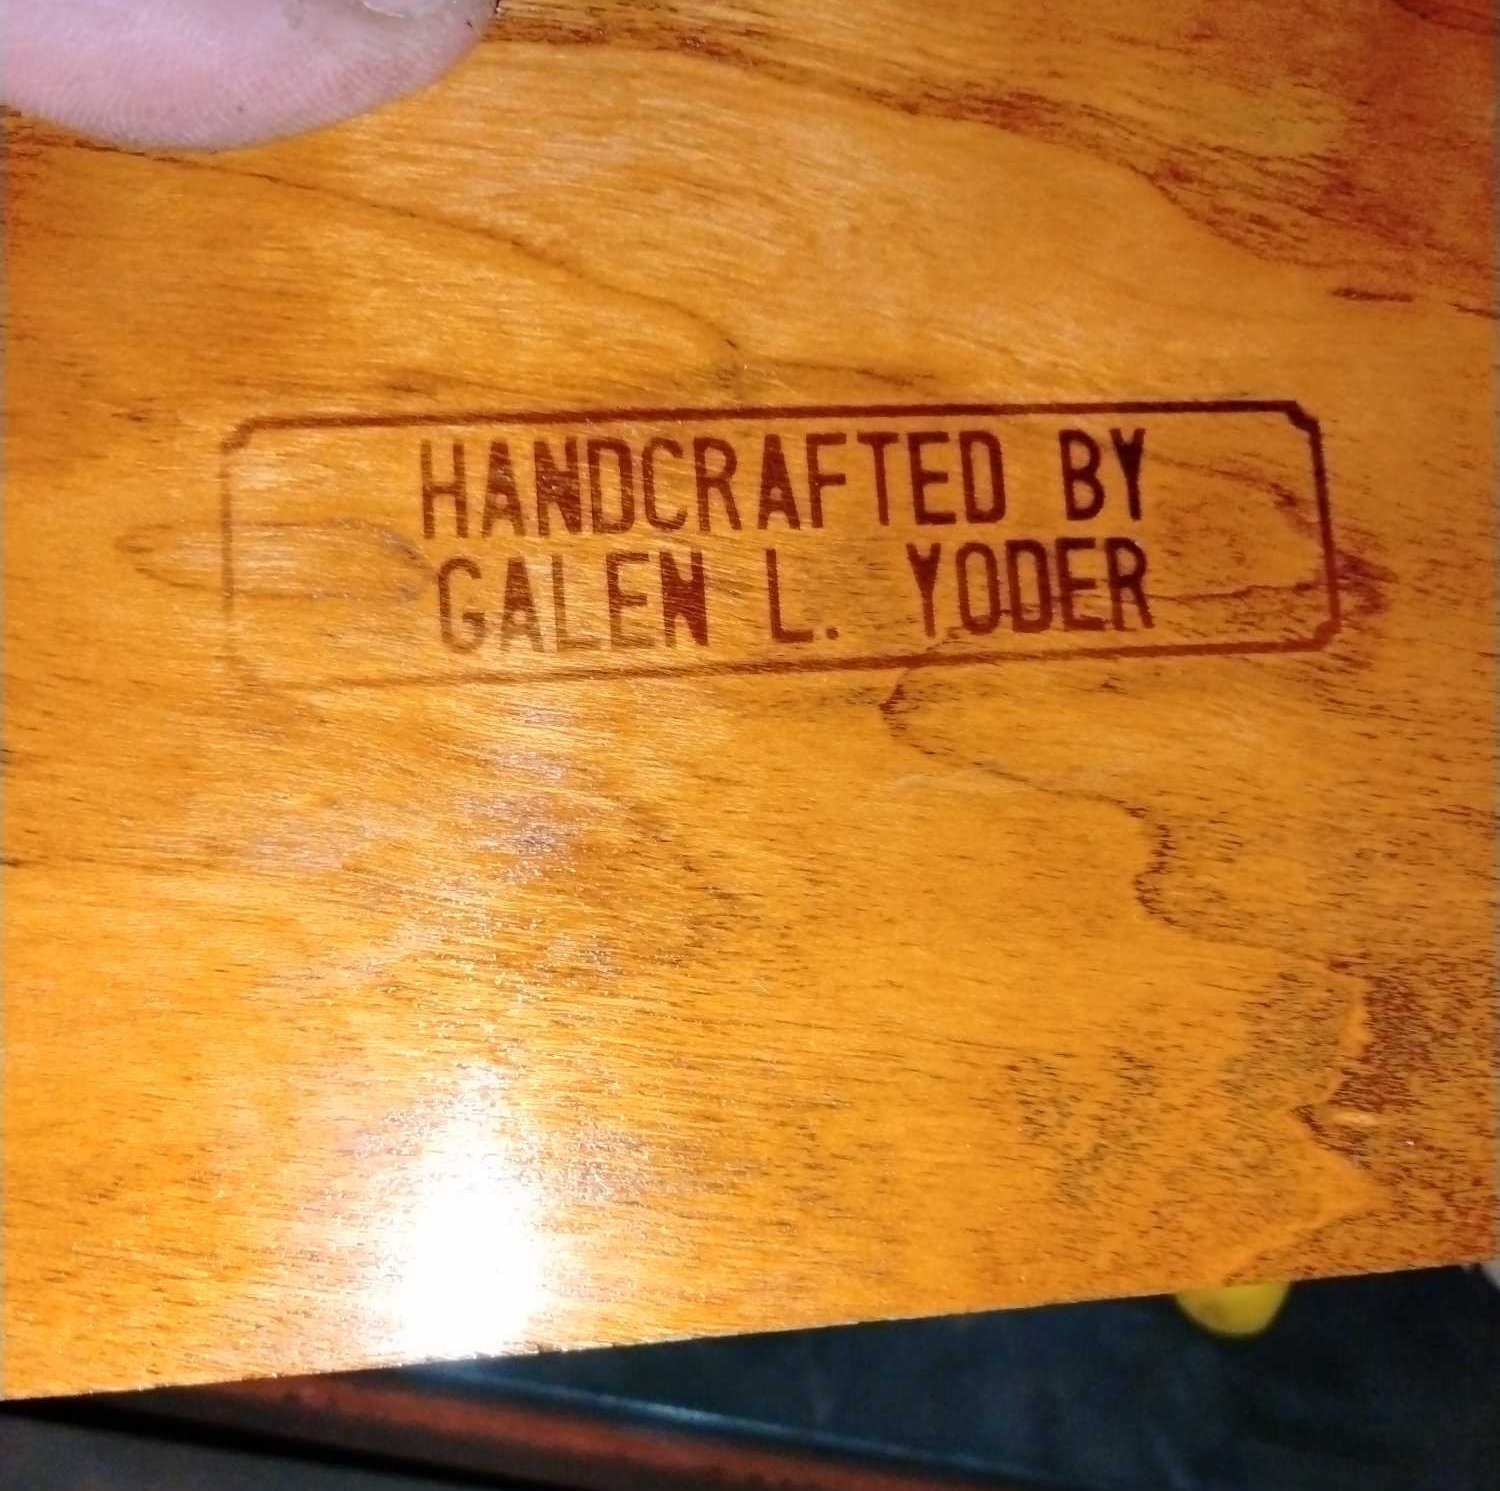 HANDCRAFTED BY
GALEN L. YODER